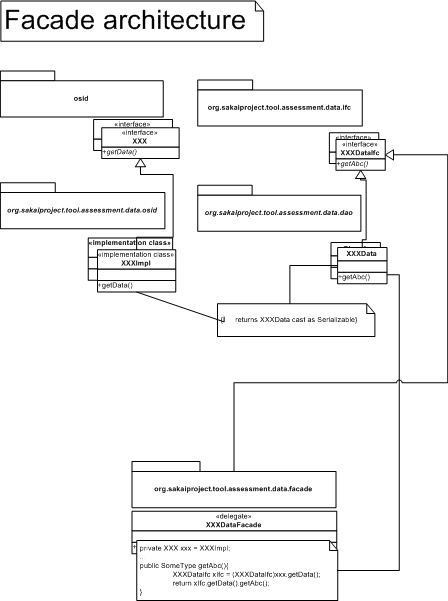 Facade architecture
osid
org.sakaiproject.tool.assessment.data.ifc
«interface»
«interface»
XXX
+getData()
«interface»
«interface»
XXXDataIfc
+getAbc()
org.sakaiproject.tool.assessment.data.osid
org.sakaiproject.tool.assessment.data.dao
«implementation class»
«implementation class»
XXXImpl
+getData()
XXXData
+getAbc()
returns XXXData cast as Serializable}
org.sakaiproject.tool.assessment.data.facade
«delegate»
XXXDataFacade
private XXX xxx = XXXImpl;
..
public SomeType getAbc(){
XXXDataIfc xIfc = (XXXDataIfc)xxx.getData();
return xIfc.getData().getAbc();
}